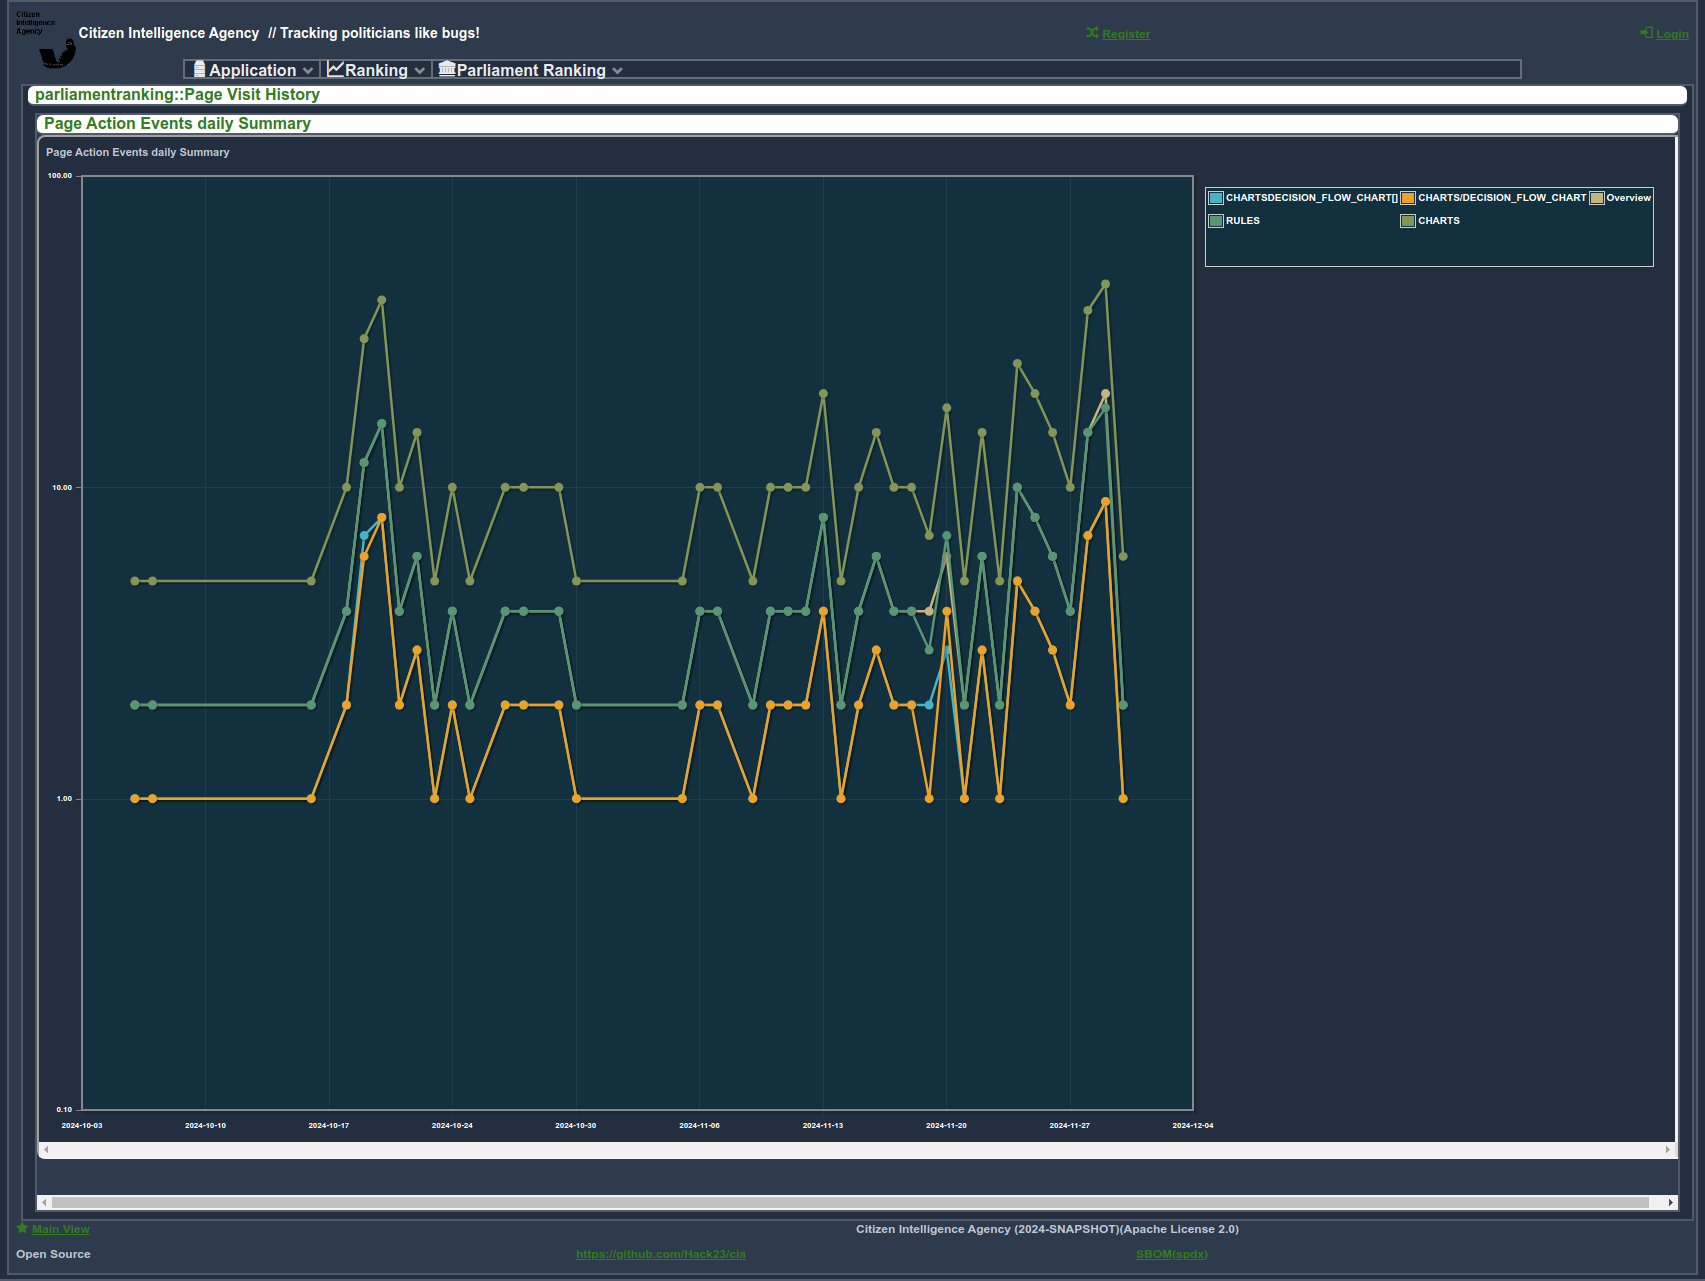 Citizen
Intelligence
Agency
Citizen Intelligence Agency // Tracking politicians like bugs!
Register
Login
Application
Ranking
Parliament Ranking
parliamentranking::Page Visit History
Page Action Events daily Summary
Page Action Events daily Summary
100.00
10.00
1.00
0.10
2024-10-03 2024-10-10 2024-10-17 2024-10-24 2024-10-30 2024-11-06 2024-11-13 2024-11-20 2024-11-27 2024-12-04
CHARTSDECISION_FLOW_CHART[] CHARTS/DECISION_FLOW_CHART Overview
RULES CHARTS
Main View
Citizen Intelligence Agency (2024-SNAPSHOT)(Apache License 2.0)
Open Source
https://github.com/Hack23/cia
SBOM(spdx)